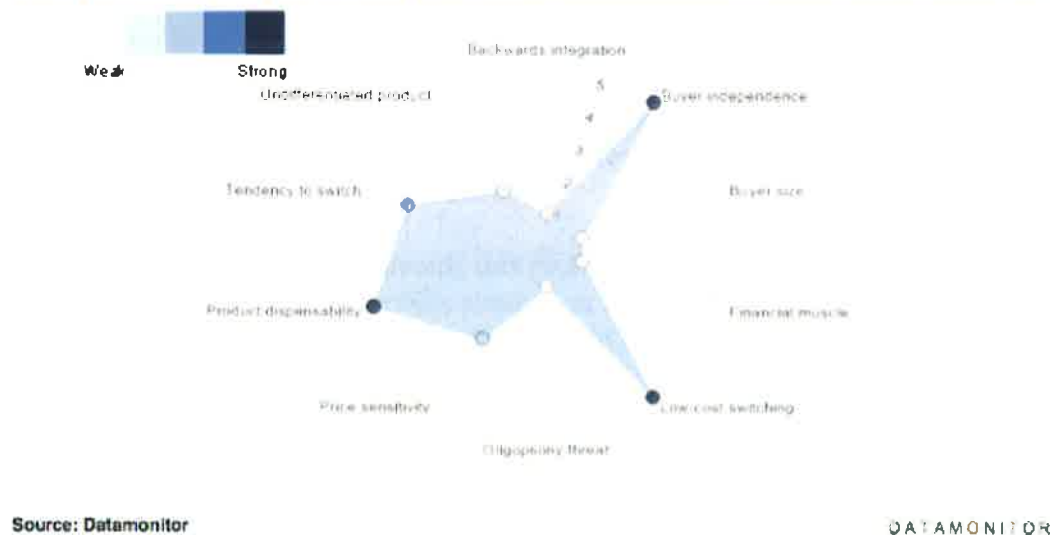 Weak Strong
Backwards integration
Undifferentiated product
5
Buyer independence
4
3
Tendency to switch
2
Buyer size
Product dispensability
Financial muscle
Price sensitivity
Low-cost switching
Oligopsony threat
Source: Datamonitor
DATAMONITOR